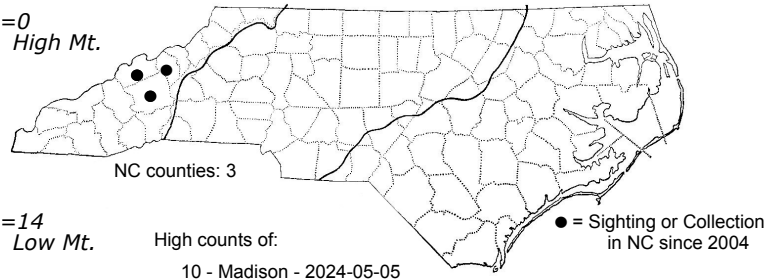 =0
High Mt.
NC counties: 3
=14
Low Mt.
High counts of:
10 - Madison - 2024-05-05
● = Sighting or Collection
in NC since 2004